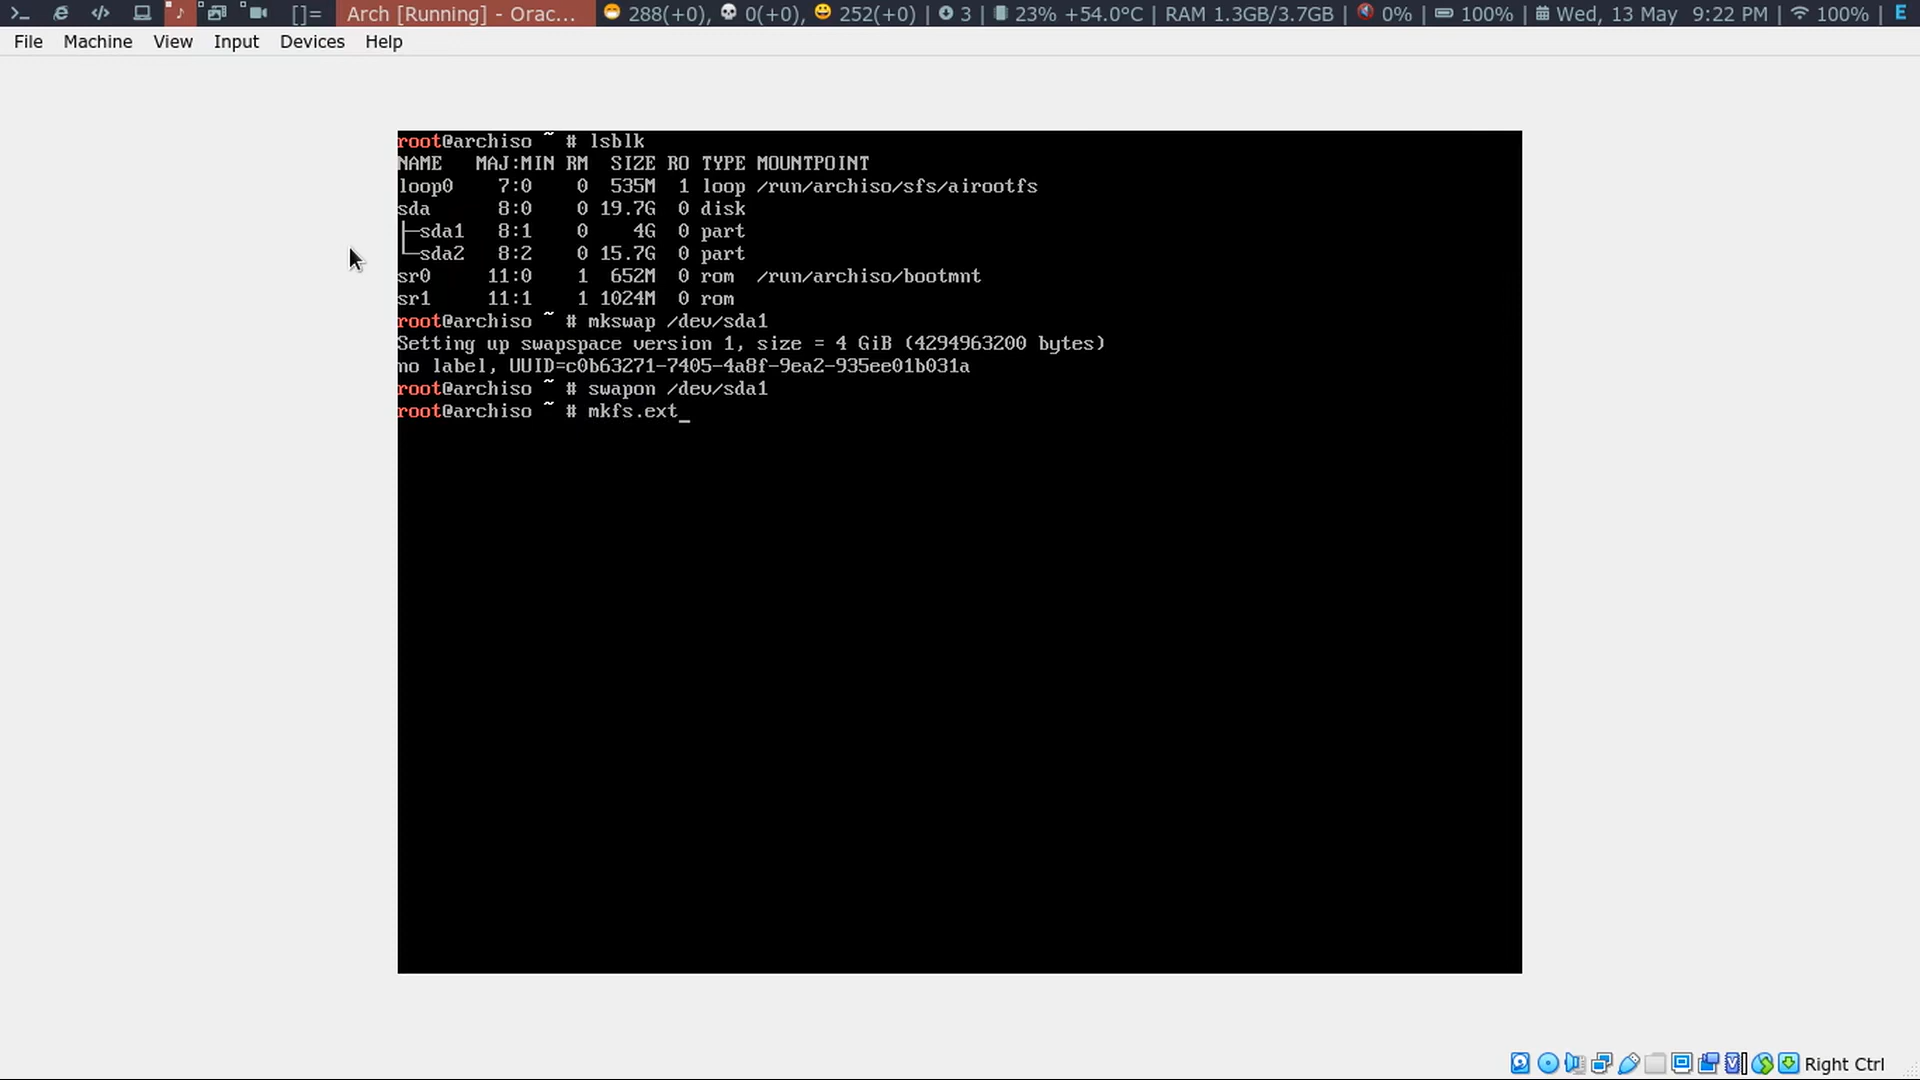 Arch [Running] - Orac... 288(+0), 0(+0), 252(+0) | 3 | 23% +54.0°C | RAM 1.3GB/3.7GB | 0% | 100% | Wed, 13 May 9:22 PM | 100% | E
File Machine View Input Devices Help
root@archiso ~ # lsblk
NAME MAJ:MIN RM SIZE RO TYPE MOUNTPOINT
loop0 7:0 0 535M 1 loop /run/archiso/sfs/airootfs
sda 8:0 0 19.7G 0 disk
├─sda1 8:1 0 4G 0 part
└─sda2 8:2 0 15.7G 0 part
sr0 11:0 1 652M 0 rom /run/archiso/bootmnt
sr1 11:1 1 1024M 0 rom
root@archiso ~ # mkswap /dev/sda1
Setting up swapspace version 1, size = 4 GiB (4294963200 bytes)
no label, UUID=c0b63271-7405-4a8f-9ea2-935ee01b031a
root@archiso ~ # swapon /dev/sda1
root@archiso ~ # mkfs.ext_
Right Ctrl